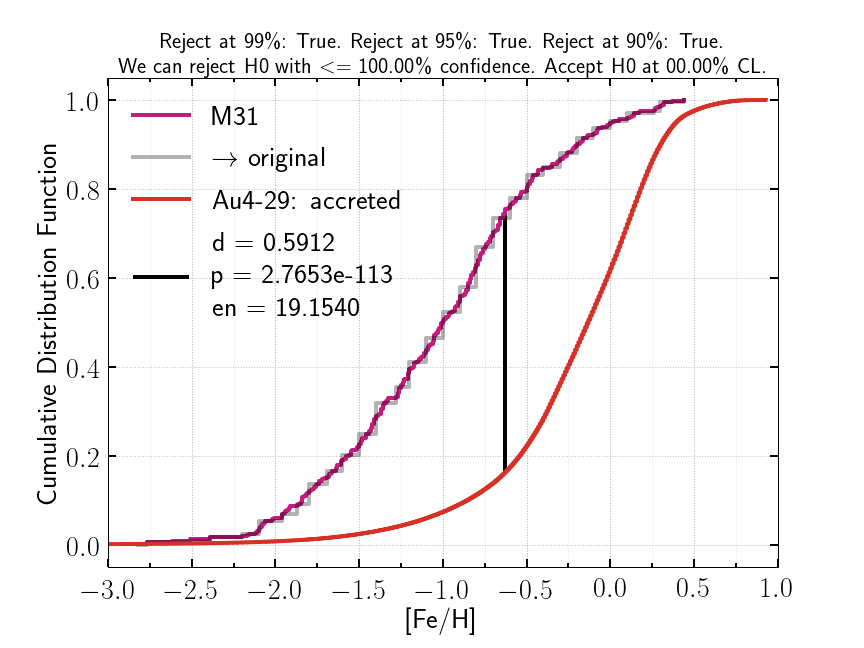 Reject at 99%: True. Reject at 95%: True. Reject at 90%: True.
We can reject H0 with <= 100.00% confidence. Accept H0 at 00.00% CL.
M31
→ original
Au4-29: accreted
d = 0.5912
p = 2.7653e-113
en = 19.1540
Cumulative Distribution Function
1.0
0.8
0.6
0.4
0.2
0.0
−3.0 −2.5 −2.0 −1.5 −1.0 −0.5 0.0 0.5 1.0
[Fe/H]